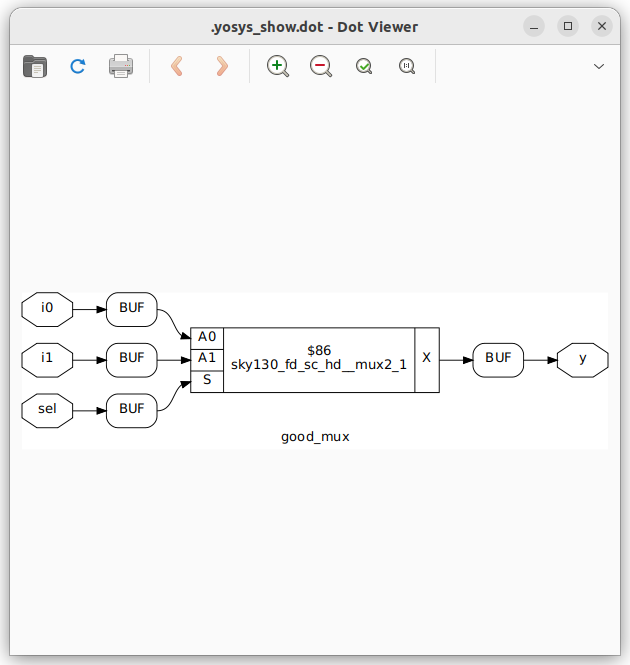 .yosys_show.dot - Dot Viewer
i0
BUF
i1
BUF
sel
BUF
A0
A1
S
$86
sky130_fd_sc_hd__mux2_1
X
BUF
y
good_mux